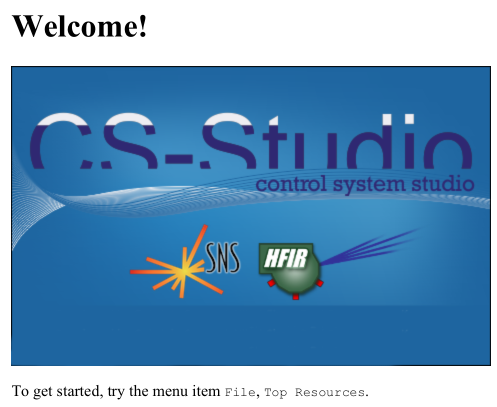 Welcome!
CS-Studio
control system studio
SNS
HFIR
To get started, try the menu item File, Top Resources.